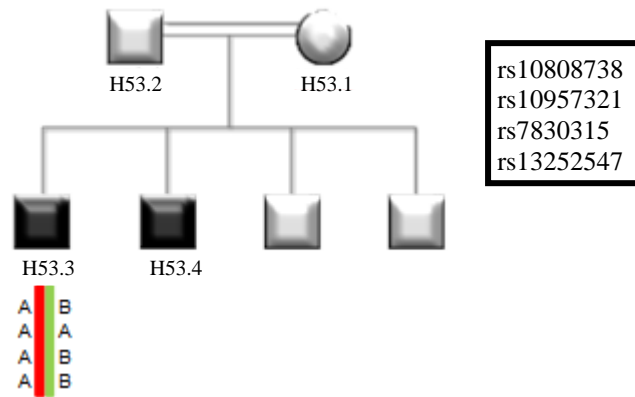 H53.2
H53.1
rs10808738
rs10957321
rs7830315
rs13252547
H53.3
H53.4
A B
A A
A B
A B